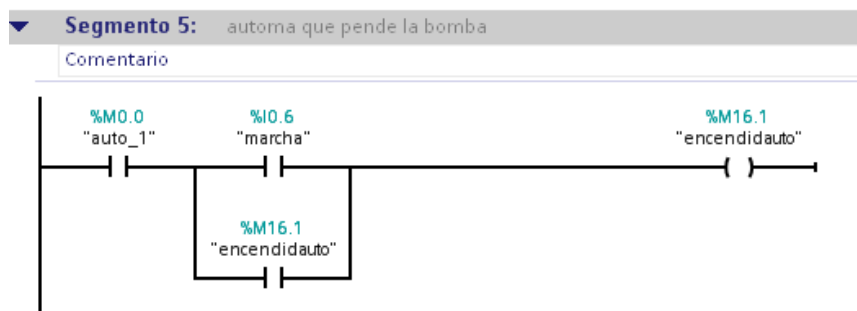 Segmento 5: automa que pende la bomba
Comentario
%M0.0 %I0.6 %M16.1
"auto_1" "marcha" "encendidauto"
%M16.1
"encendidauto"